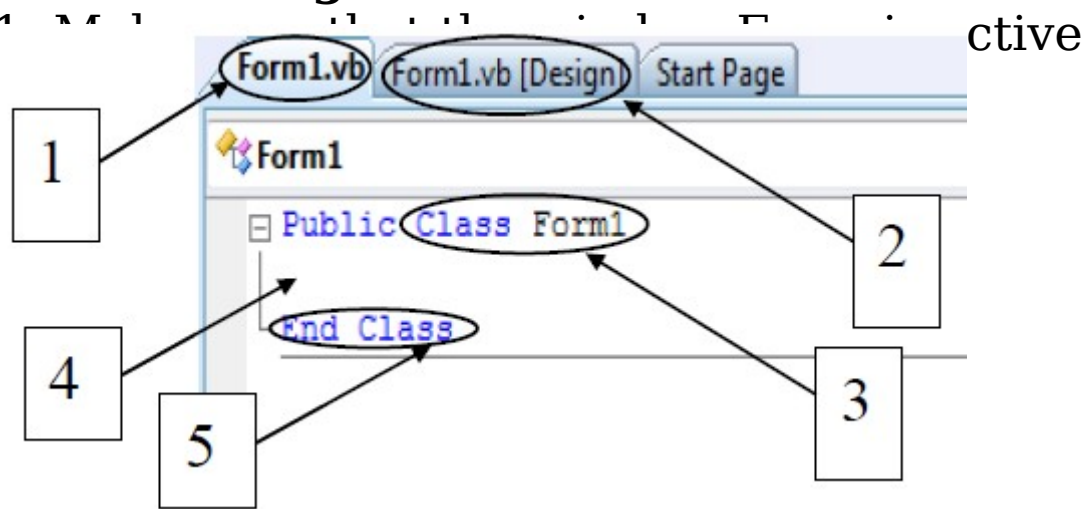 ctive
Form1.vb Form1.vb [Design] Start Page
1
Form1
Public Class Form1
2
4
End Class
3
5